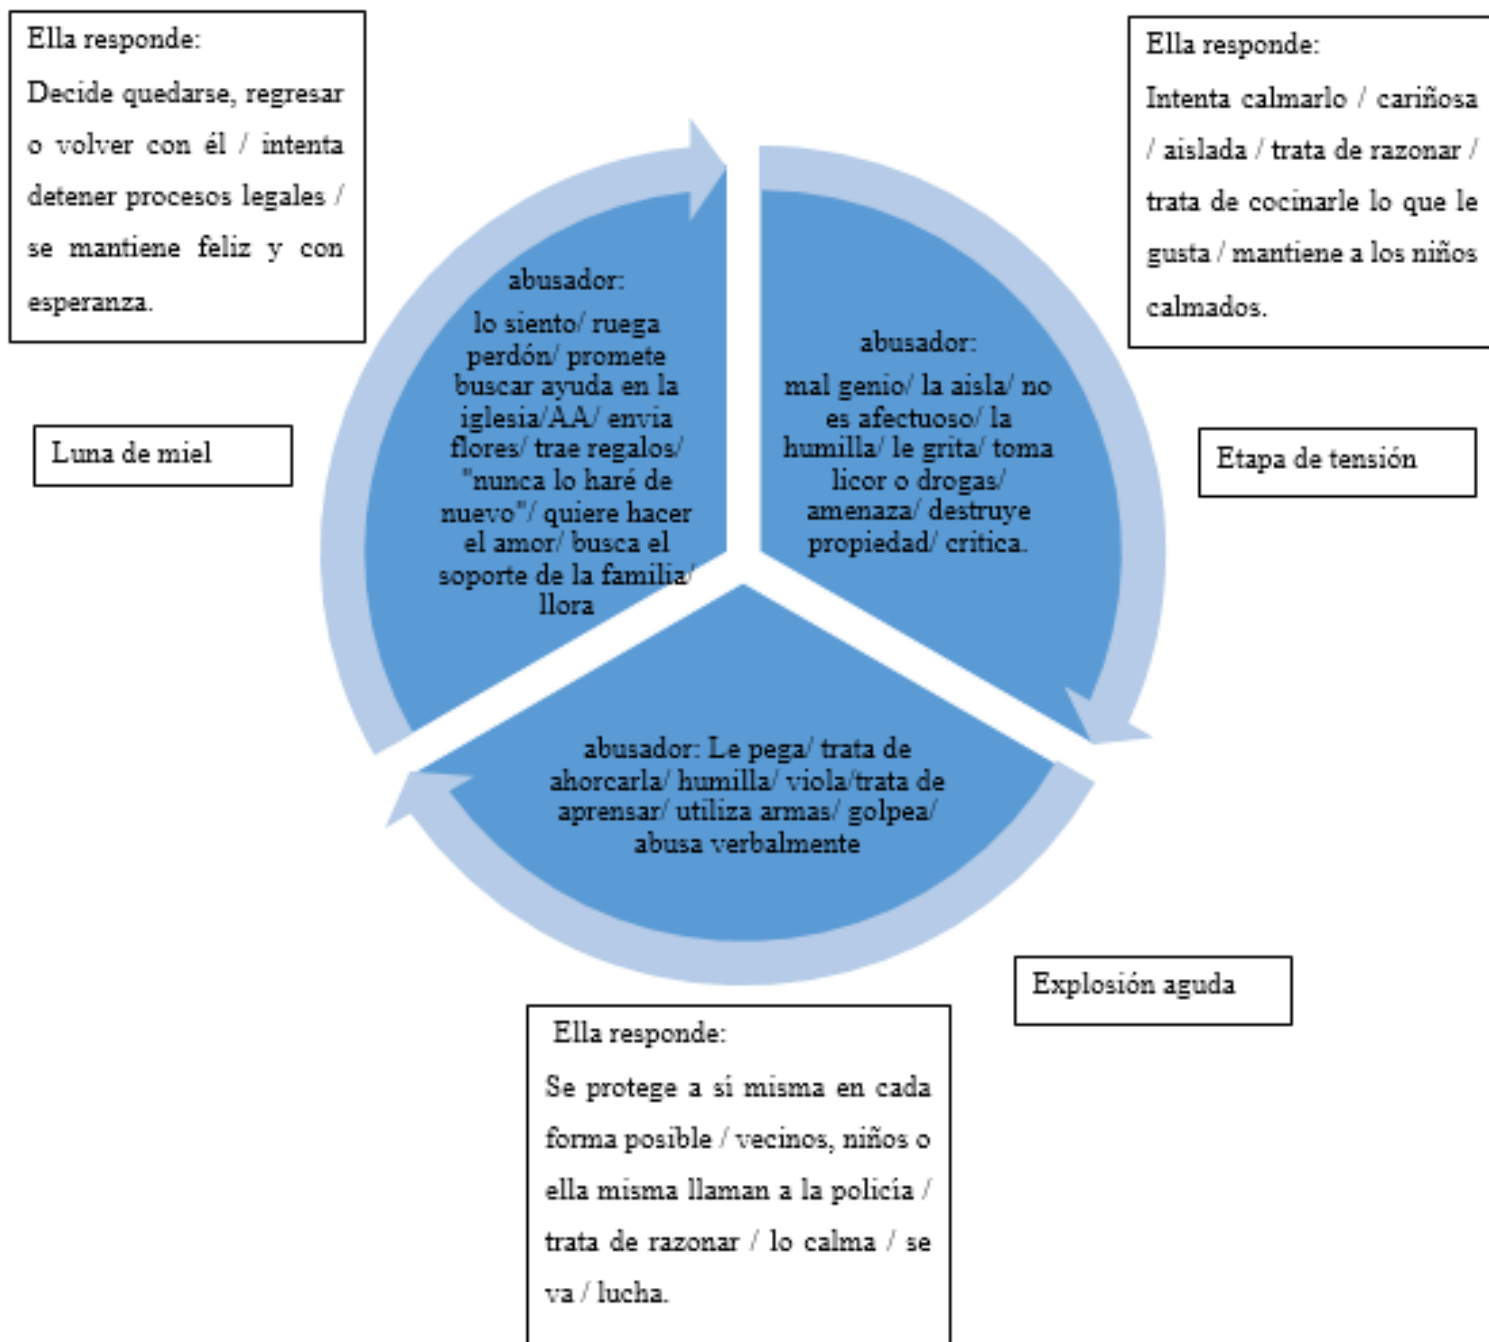 Ella responde:
Decide quedarse, regresar
o volver con él / intenta
detener procesos legales /
se mantiene feliz y con
esperanza.
Ella responde:
Intenta calmarlo / cariñosa
/ aislada / trata de razonar /
trata de cocinarle lo que le
gusta / mantiene a los niños
calmados.
abusador:
lo siento/ ruega
perdón/ promete
buscar ayuda en la
iglesia/AA/ envia
flores/ trae regalos/
"nunca lo haré de
nuevo"/ quiere hacer
el amor/ busca el
soporte de la familia/
llora
abusador:
mal genio/ la aisla/ no
es afectuoso/ la
humilla/ le grita/ toma
licor o drogas/
amenaza/ destruye
propiedad/ critica.
Luna de miel
Etapa de tensión
abusador: Le pega/ trata de
ahorcarla/ humilla/ viola/trata de
aprensar/ utiliza armas/ golpea/
abusa verbalmente
Explosión aguda
Ella responde:
Se protege a sí misma en cada
forma posible / vecinos, niños o
ella misma llaman a la policía /
trata de razonar / lo calma / se
va / lucha.